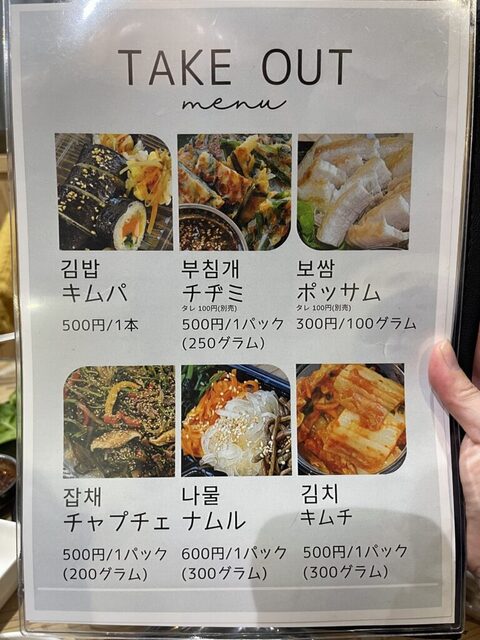 TAKE OUT
menu
김밥
キムパ
500円/1本
부침개
チヂミ
タレ 100円(別売)
500円/1パック
(250グラム)
보쌈
ポッサム
タレ 100円(別売)
300円/100グラム
잡채
チャプチェ
500円/1パック
(200グラム)
나물
ナムル
600円/1パック
(300グラム)
김치
キムチ
500円/1パック
(300グラム)